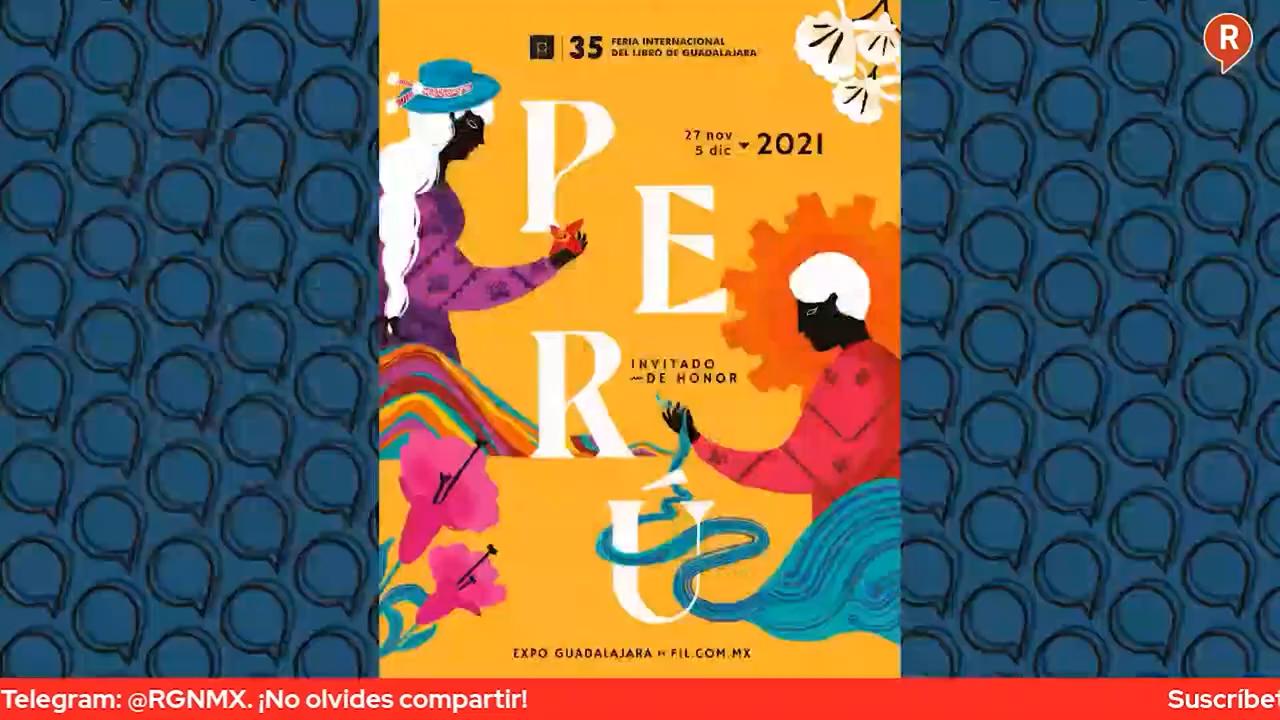 35 FERIA INTERNACIONAL
DEL LIBRO DE GUADALAJARA
R
27 nov
5 dic 2021
P
E
R
Ú
INVITADO
DE HONOR
EXPO GUADALAJARA FIL.COM.MX
Telegram: @RGNMX. ¡No olvides compartir!
Suscríbet